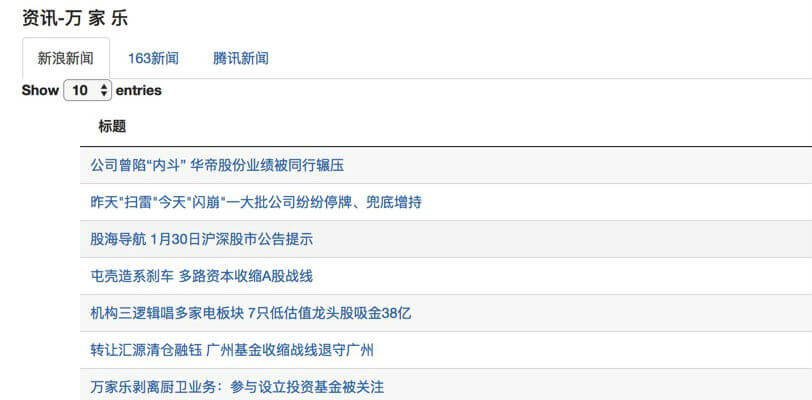 资讯-万 家 乐
新浪新闻 163新闻 腾讯新闻
Show 10 entries
标题
公司曾陷“内斗” 华帝股份业绩被同行辗压
昨天"扫雷"今天"闪崩"一大批公司纷纷停牌、兜底增持
股海导航 1月30日沪深股市公告提示
屯壳造系刹车 多路资本收缩A股战线
机构三逻辑唱多家电板块 7只低估值龙头股吸金38亿
转让汇源清仓融钰 广州基金收缩战线退守广州
万家乐剥离厨卫业务：参与设立投资基金被关注